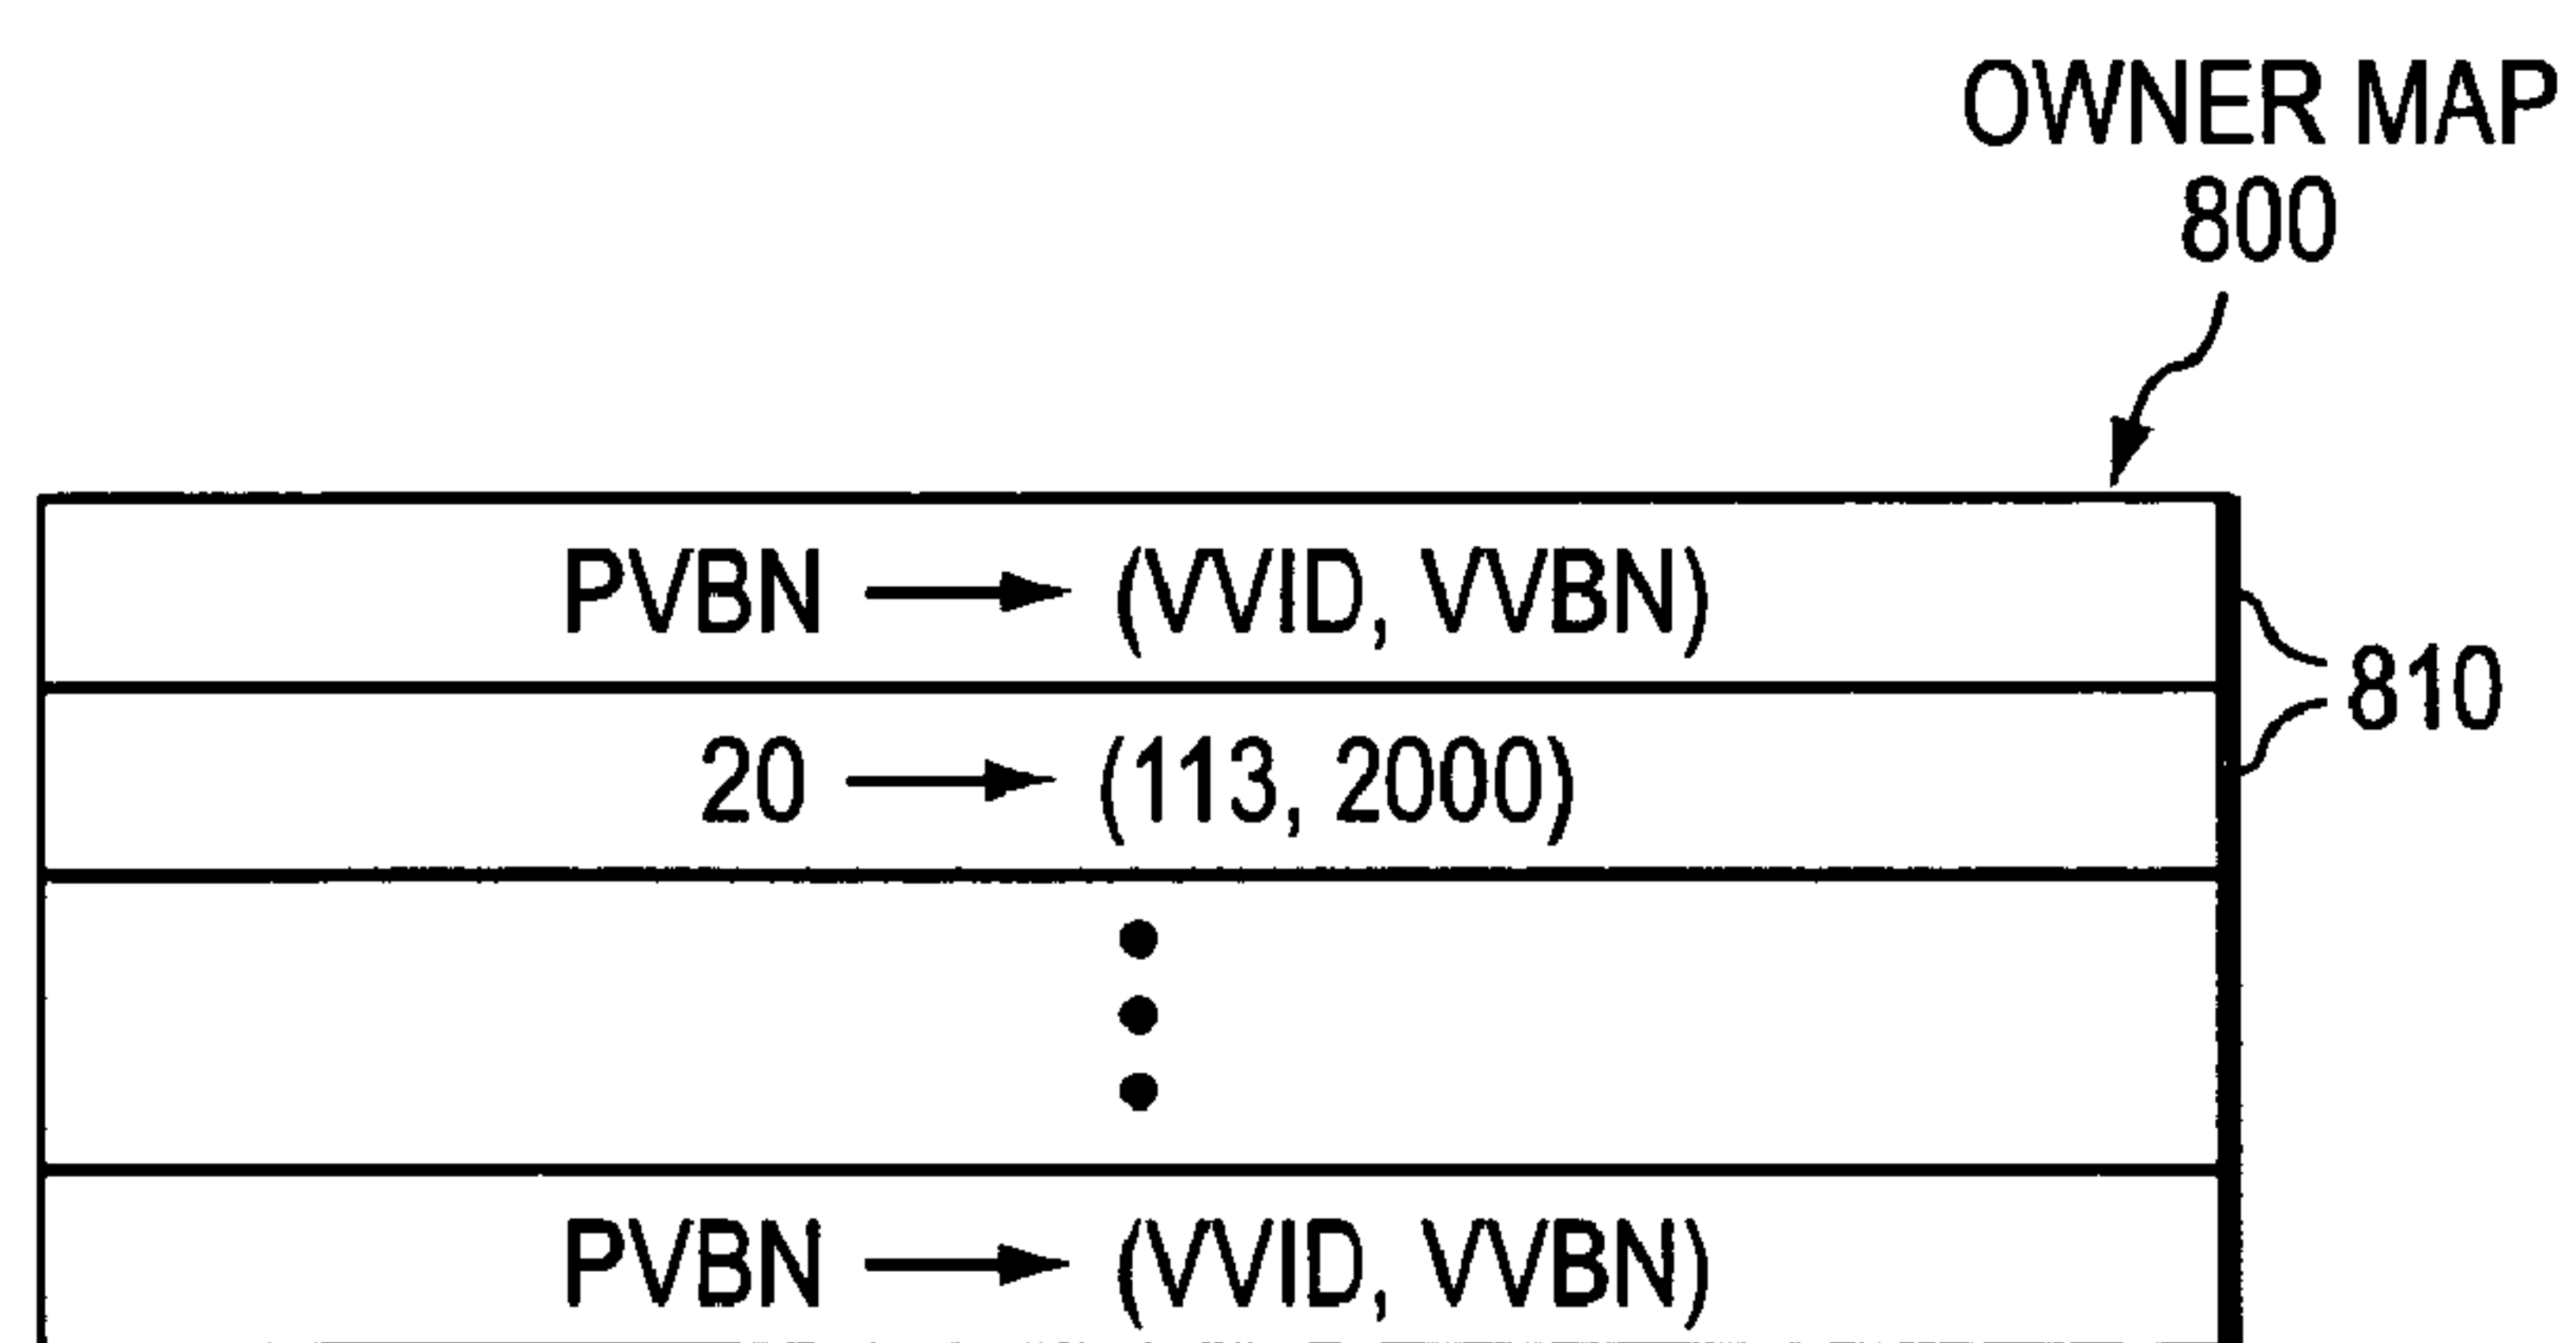 OWNER MAP
800
PVBN → (VVID, VVBN)
810
20 → (113, 2000)
PVBN → (VVID, VVBN)